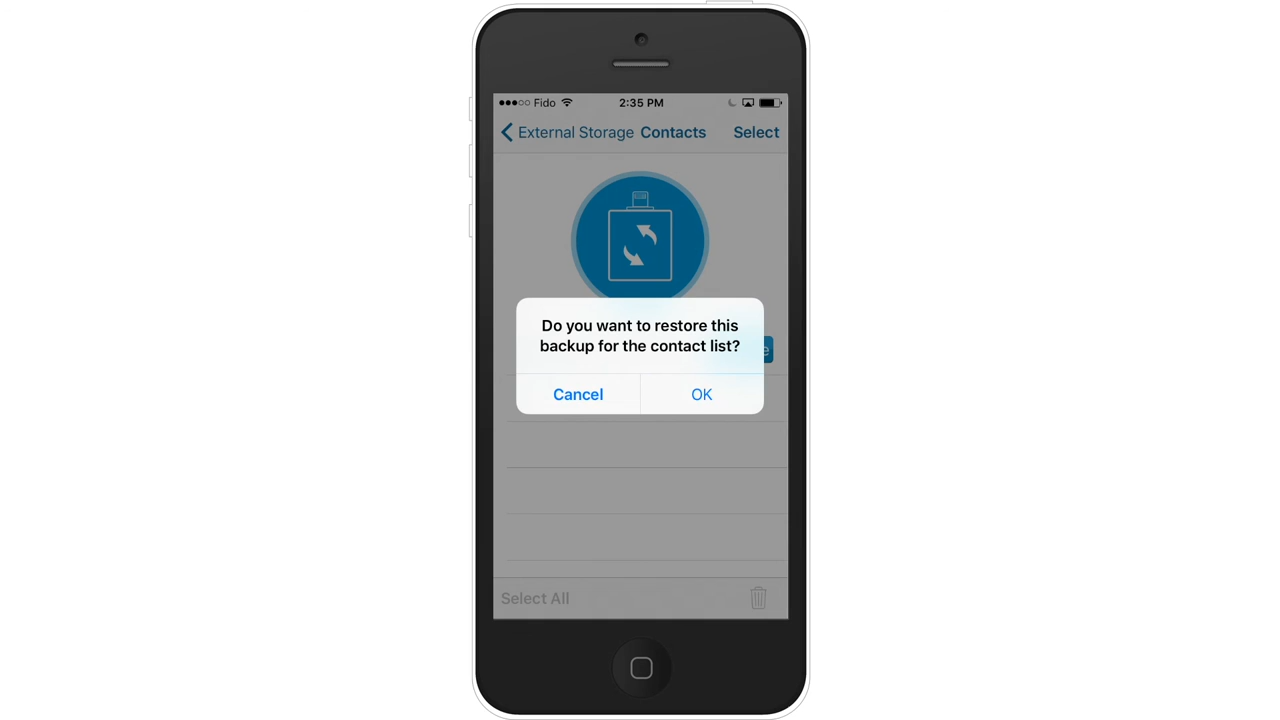 Fido 2:35 PM
External Storage Contacts Select
Do you want to restore this
backup for the contact list?
Cancel OK
Select All